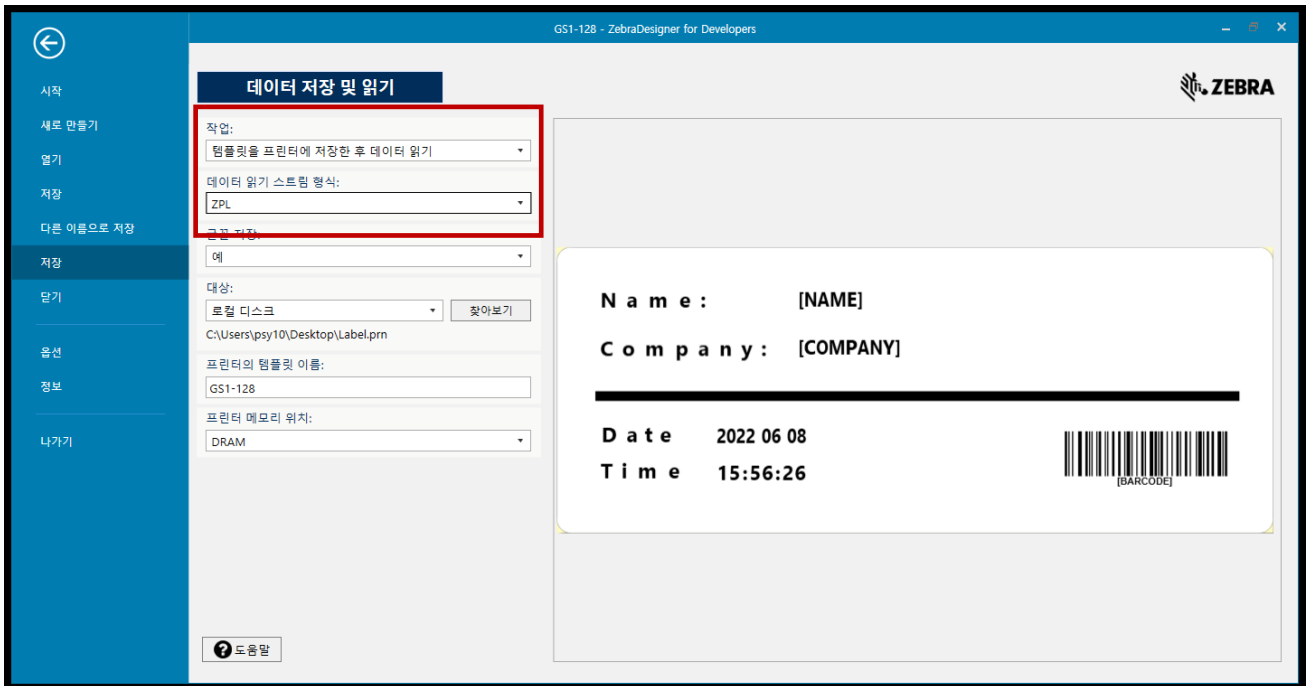 GS1-128 - ZebraDesigner for Developers
시작
새로 만들기
열기
저장
다른 이름으로 저장
저장
닫기
옵션
정보
나가기
데이터 저장 및 읽기
ZEBRA
작업:
템플릿을 프린터에 저장한 후 데이터 읽기
데이터 읽기 스트림 형식:
ZPL
글꼴 저장:
예
대상:
로컬 디스크
찾아보기
C:\Users\psy10\Desktop\Label.prn
프린터의 템플릿 이름:
GS1-128
프린터 메모리 위치:
DRAM
도움말
Name: [NAME]
Company: [COMPANY]
Date 2022 06 08
Time 15:56:26
[BARCODE]